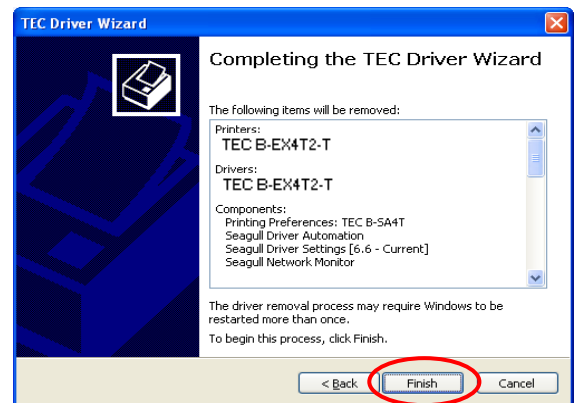 TEC Driver Wizard
Completing the TEC Driver Wizard
The following items will be removed:
Printers:
TEC B-EX4T2-T
Drivers:
TEC B-EX4T2-T
Components:
Printing Preferences: TEC B-SA4T
Seagull Driver Automation
Seagull Driver Settings [6.6 - Current]
Seagull Network Monitor
The driver removal process may require Windows to be
restarted more than once.
To begin this process, click Finish.
< Back Finish Cancel